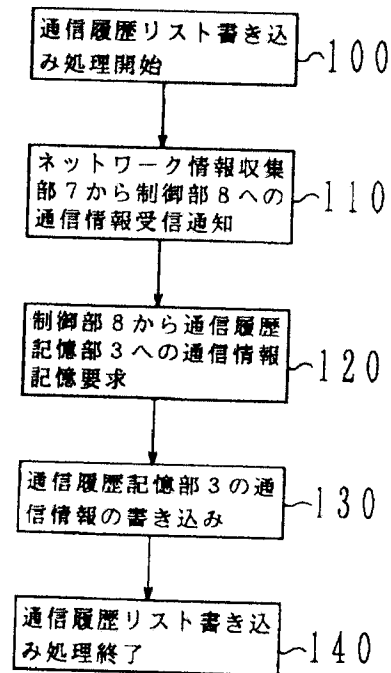 通信履歴リスト書き込
み処理開始
100
ネットワーク情報収集
部7から制御部8への
通信情報受信通知
110
制御部8から通信履歴
記憶部3への通信情報
記憶要求
120
通信履歴記憶部3の通
信情報の書き込み
130
通信履歴リスト書き込
み処理終了
140